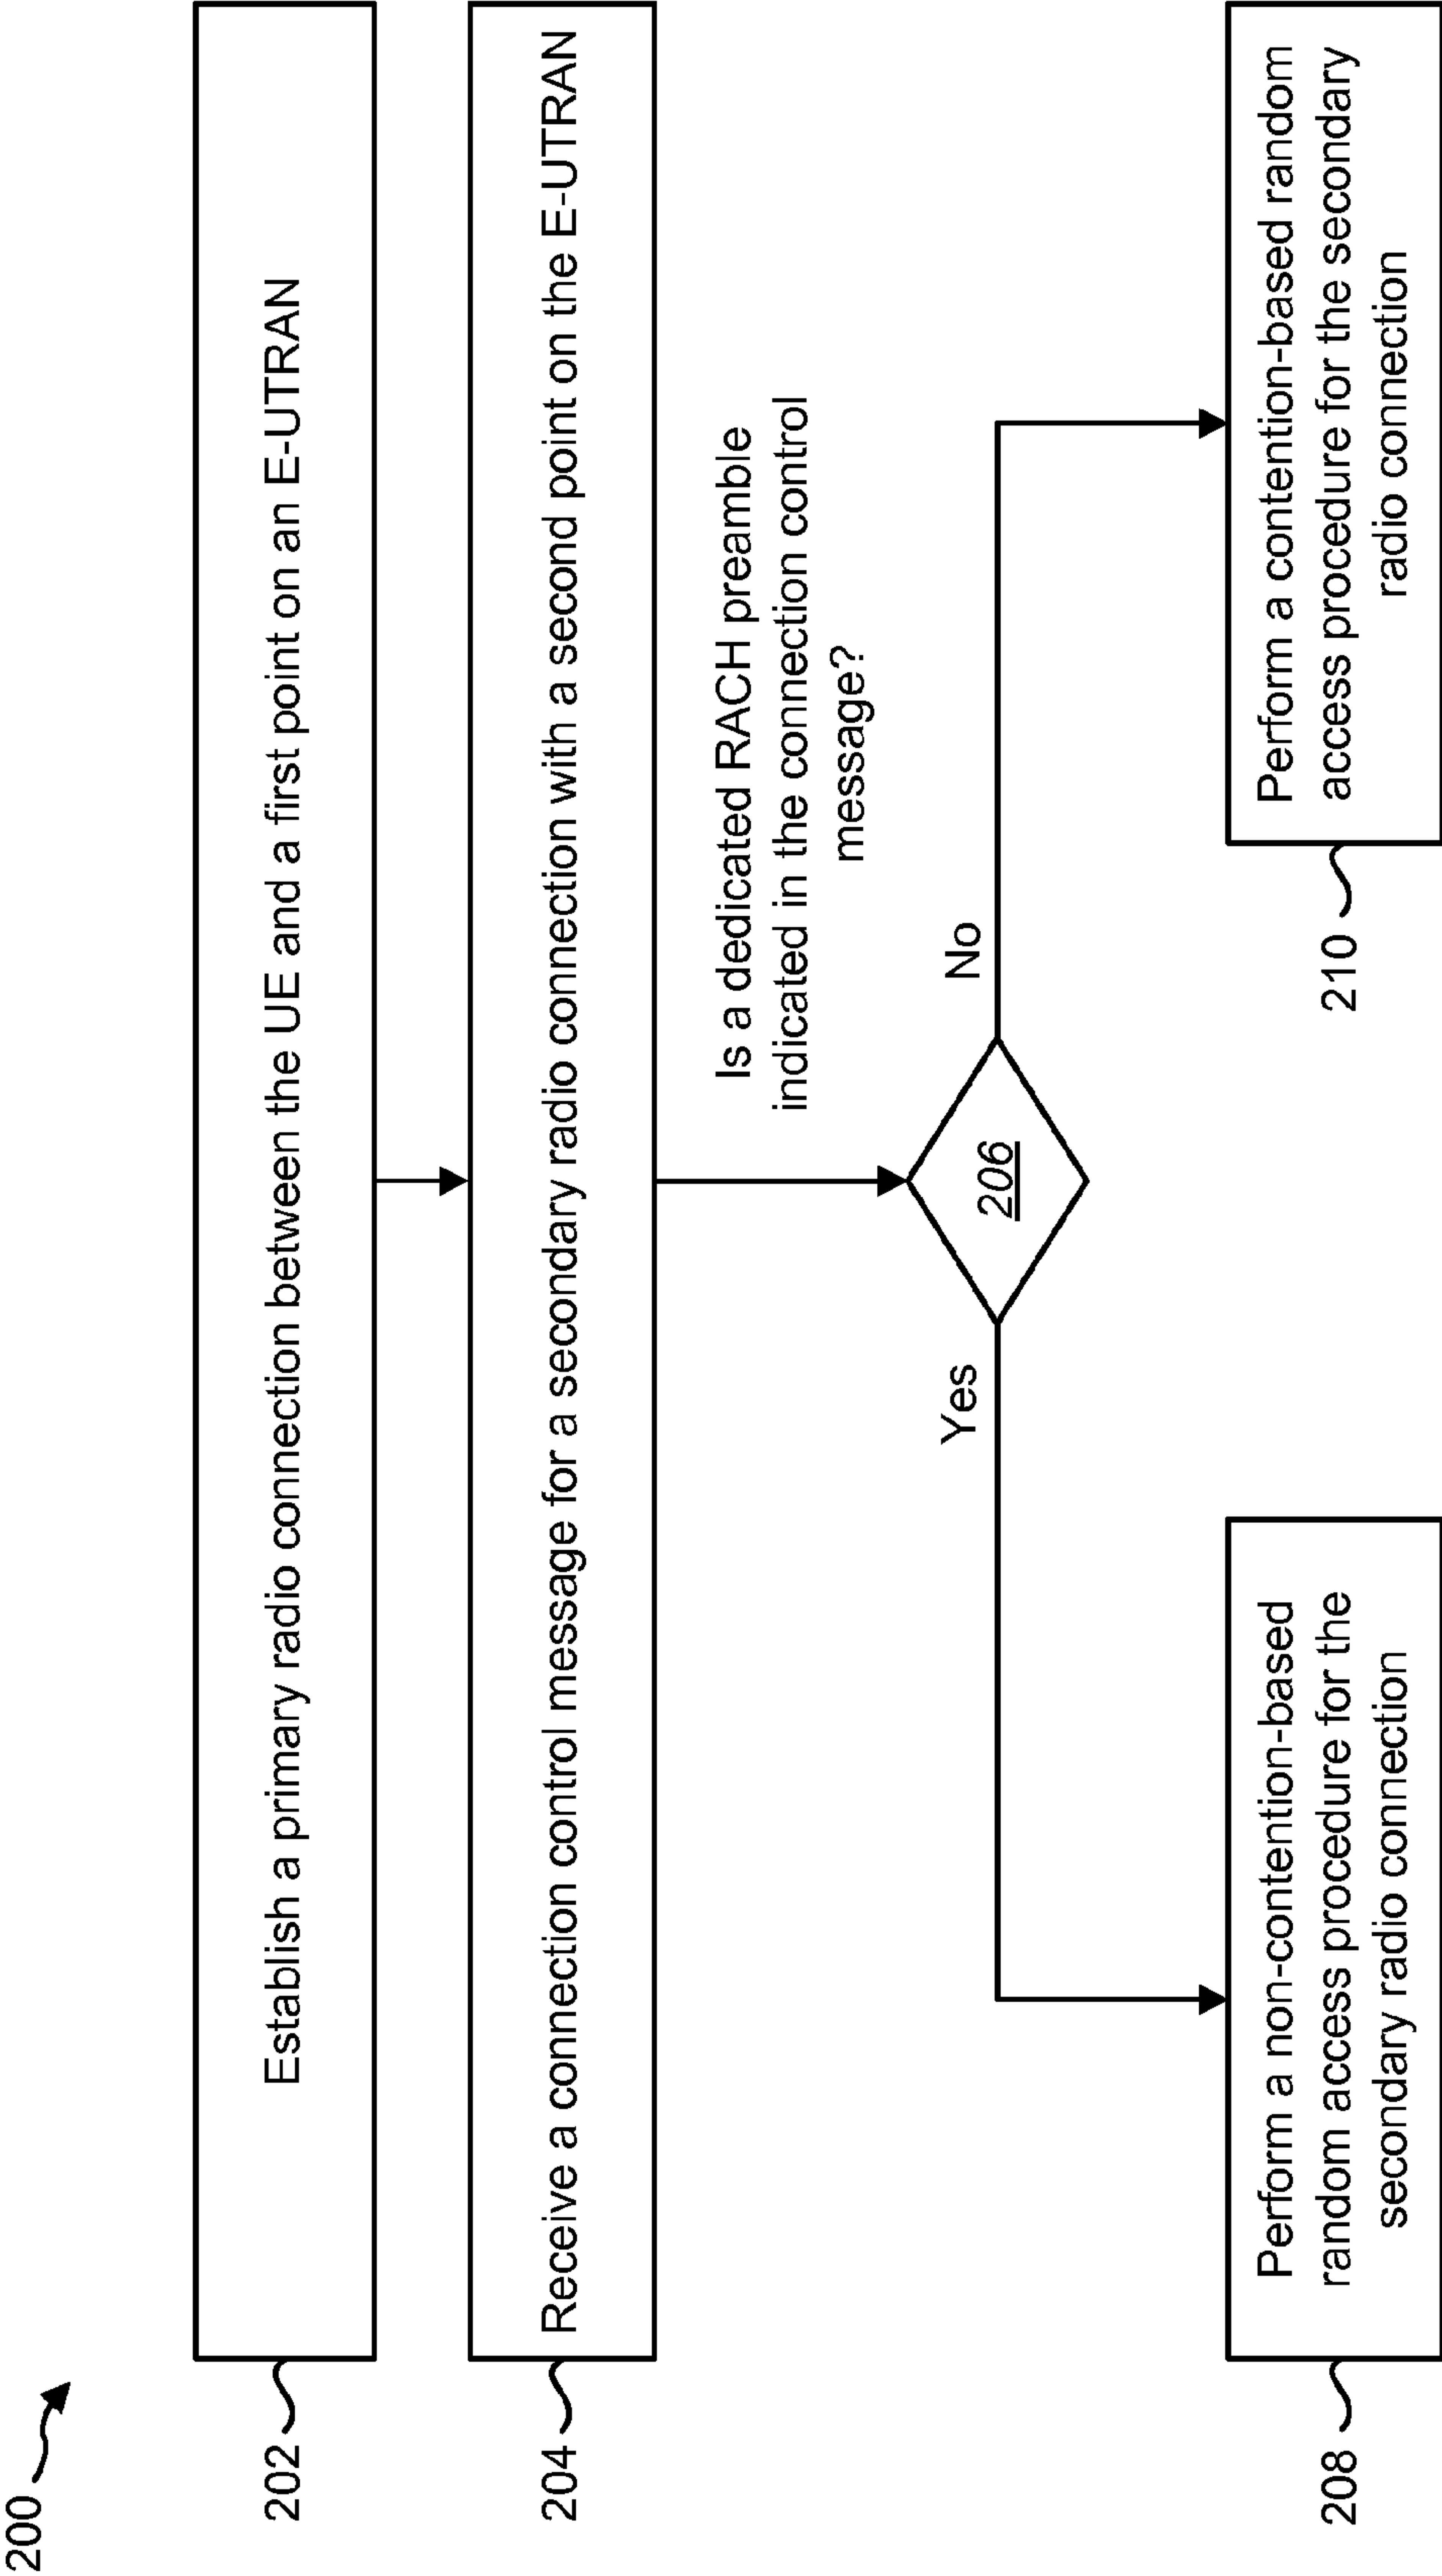 200
202
Establish a primary radio connection between the UE and a first point on an E-UTRAN
204
Receive a connection control message for a secondary radio connection with a second point on the E-UTRAN
Is a dedicated RACH preamble
indicated in the connection control
message?
Yes
206
No
208
Perform a non-contention-based
random access procedure for the
secondary radio connection
210
Perform a contention-based random
access procedure for the secondary
radio connection